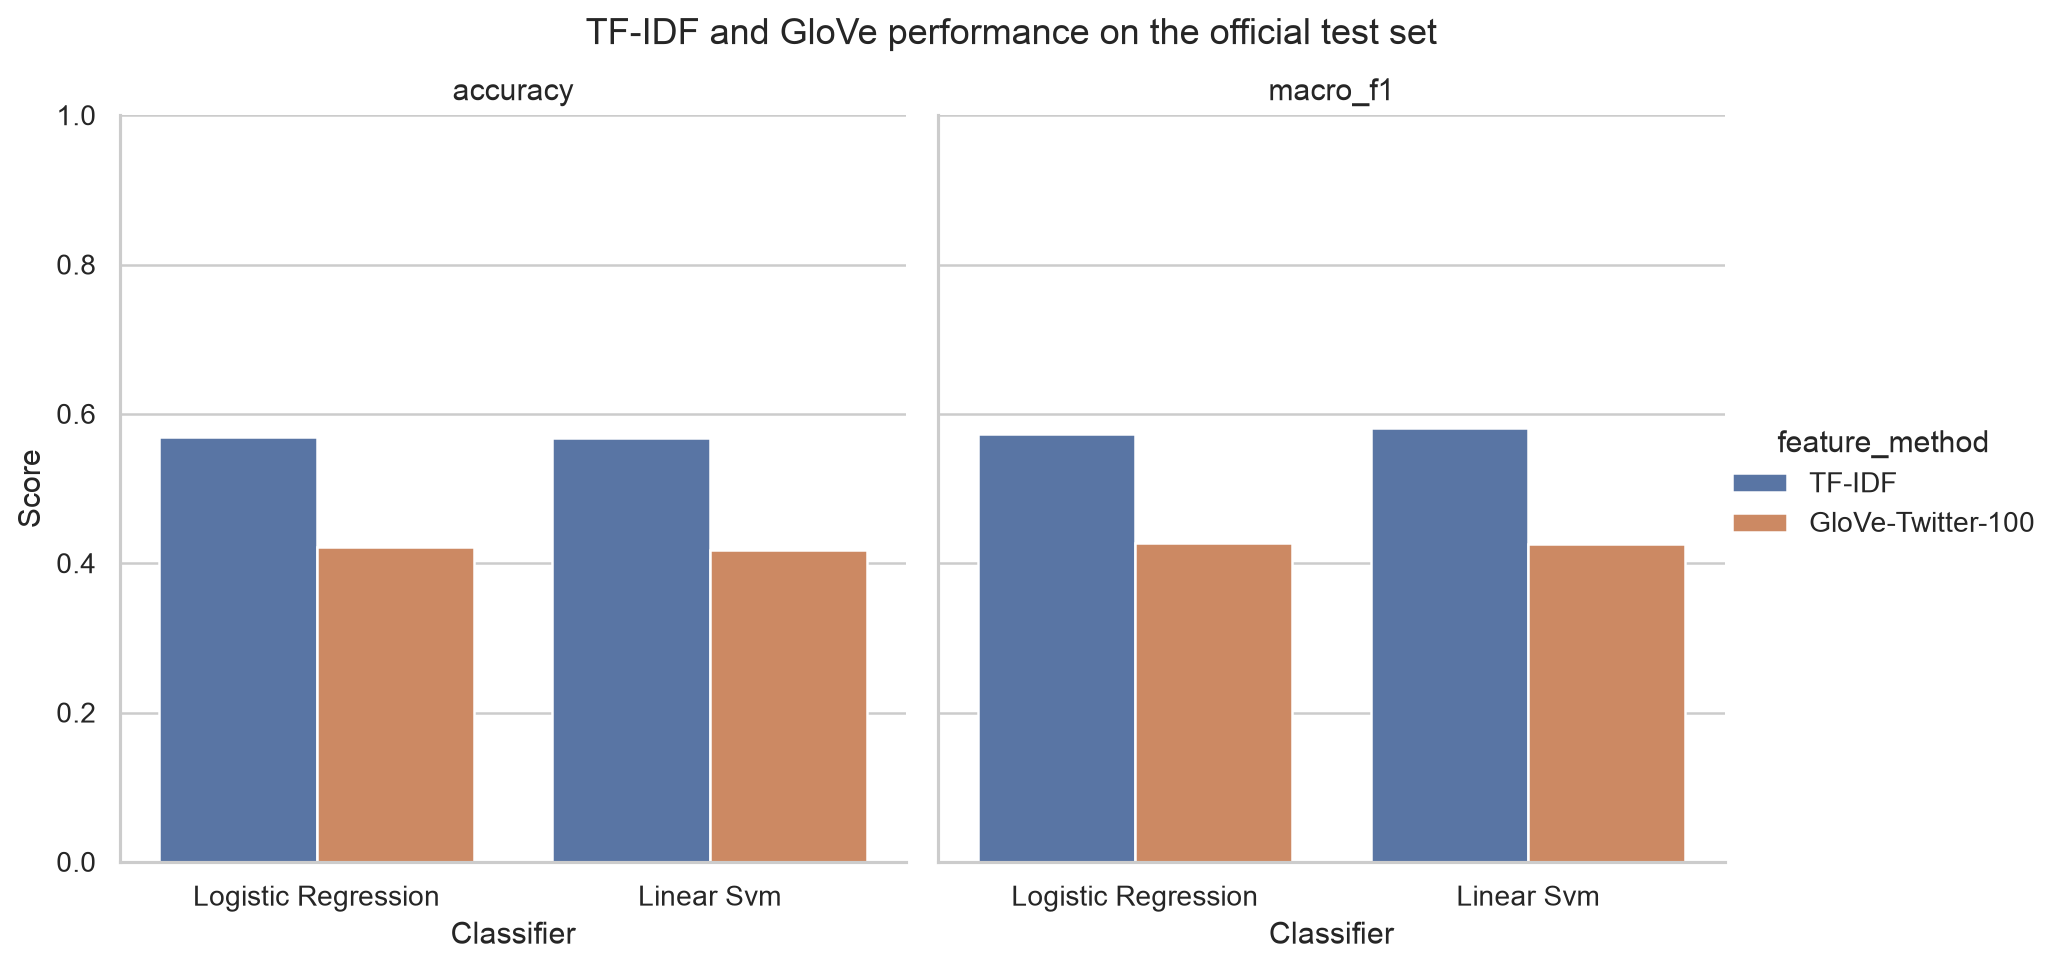 TF-IDF and GloVe performance on the official test set
accuracy
macro_f1
1.0
0.8
0.6
0.4
0.2
0.0
Score
Logistic Regression
Linear Svm
Logistic Regression
Linear Svm
Classifier
Classifier
feature_method
TF-IDF
GloVe-Twitter-100